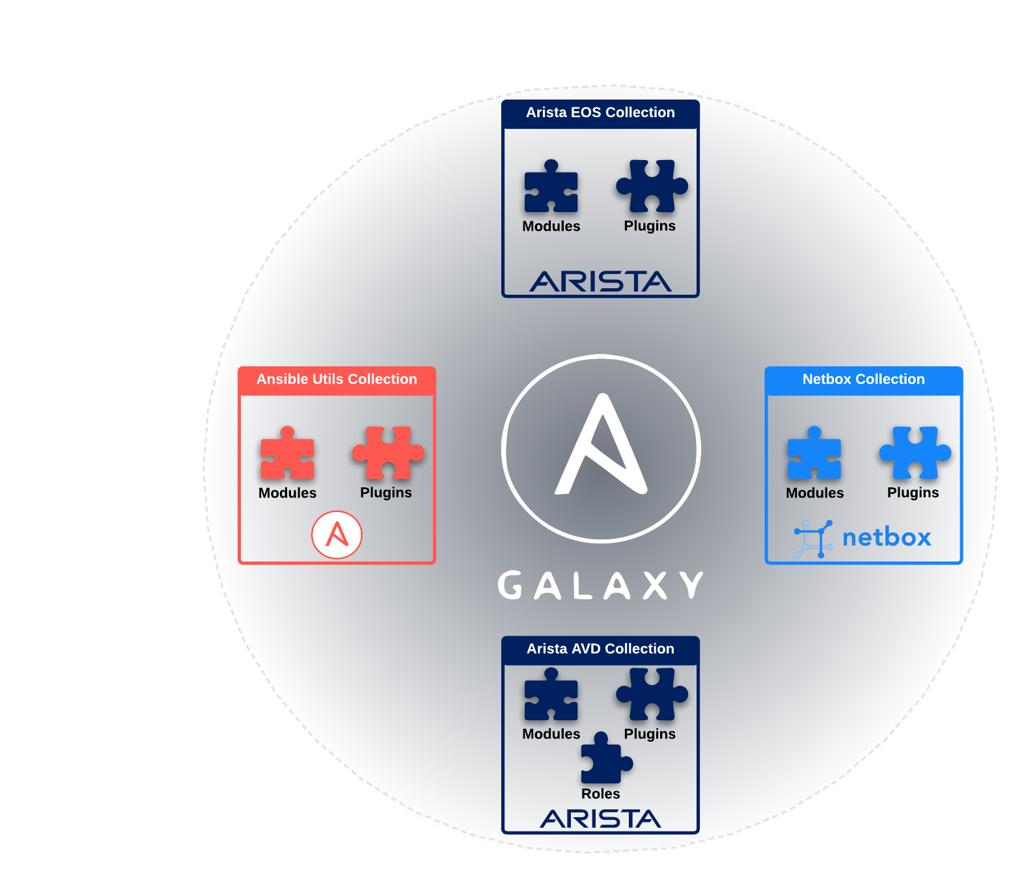 Arista EOS Collection
Modules Plugins
ARISTA
Ansible Utils Collection
Modules Plugins
A
GALAXY
Netbox Collection
Modules Plugins
netbox
Arista AVD Collection
Modules Plugins
Roles
ARISTA